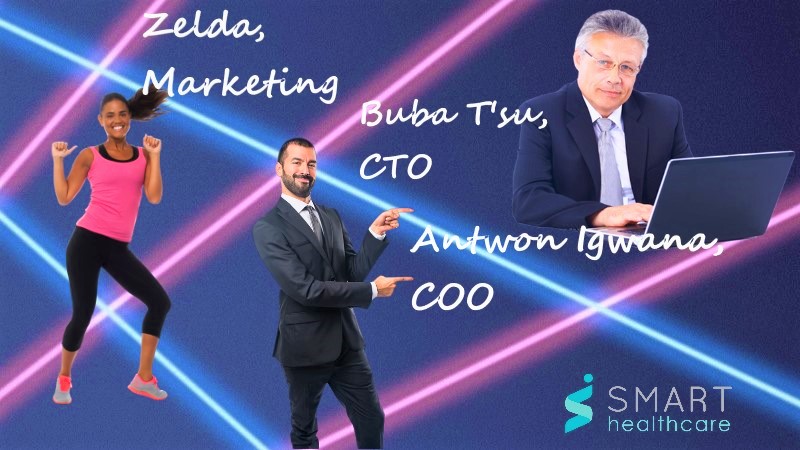 Zelda,
Marketing
Buba T'su,
CTO
Antwon Igwana,
COO
SMART
healthcare